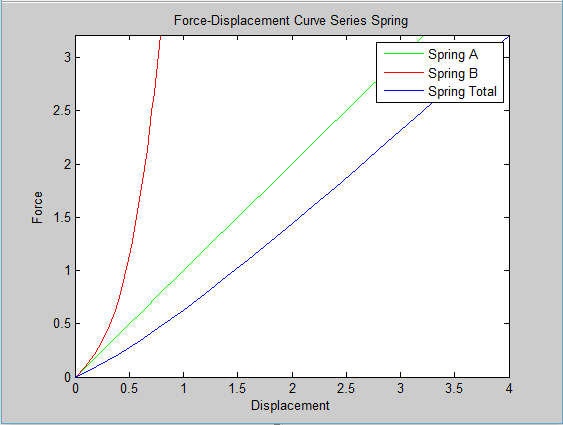 Force-Displacement Curve Series Spring
Spring A
Spring B
Spring Total
3
2.5
2
1.5
1
0.5
0
Force
0 0.5 1 1.5 2 2.5 3 3.5 4
Displacement